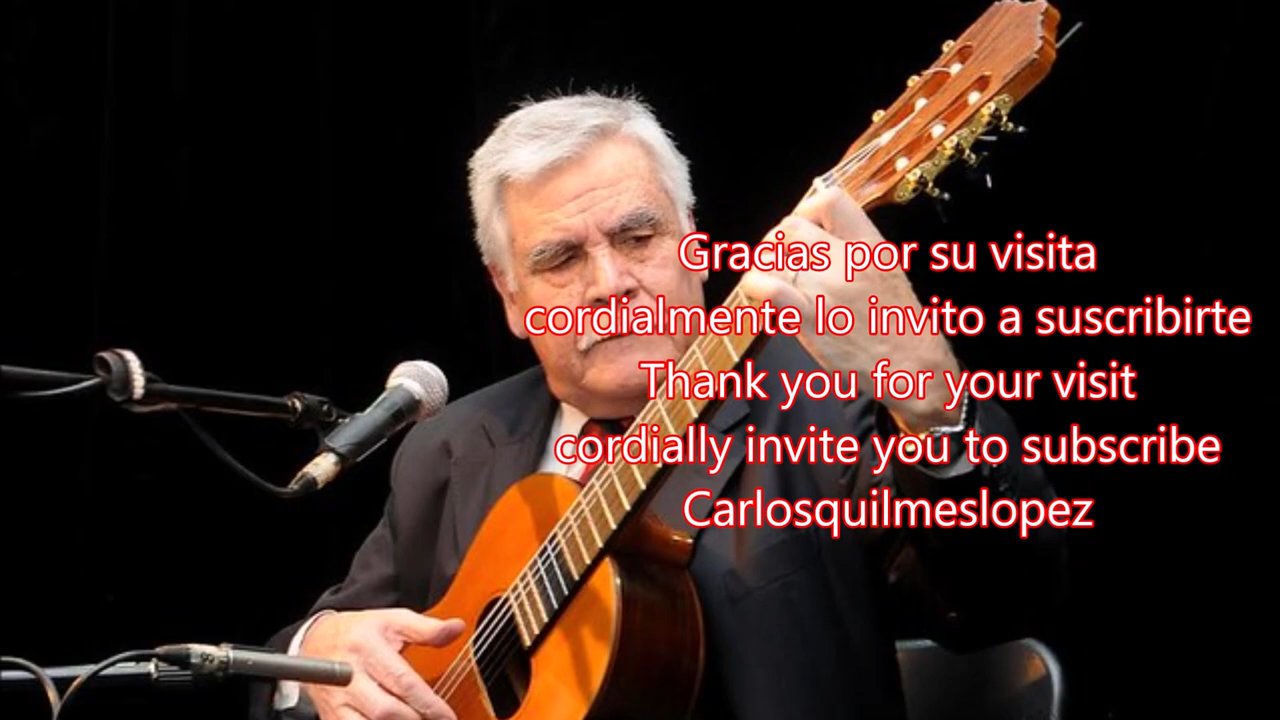 Gracias por su visita
cordialmente lo invito a suscribirte
Thank you for your visit
cordially invite you to subscribe
Carlosquilmeslopez